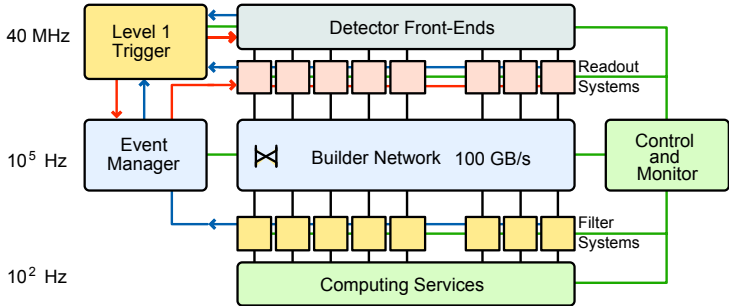 40 MHz
Level 1
Trigger
Detector Front-Ends
Readout
Systems
10⁵ Hz
Event
Manager
Builder Network 100 GB/s
Control
and
Monitor
Filter
Systems
10² Hz
Computing Services